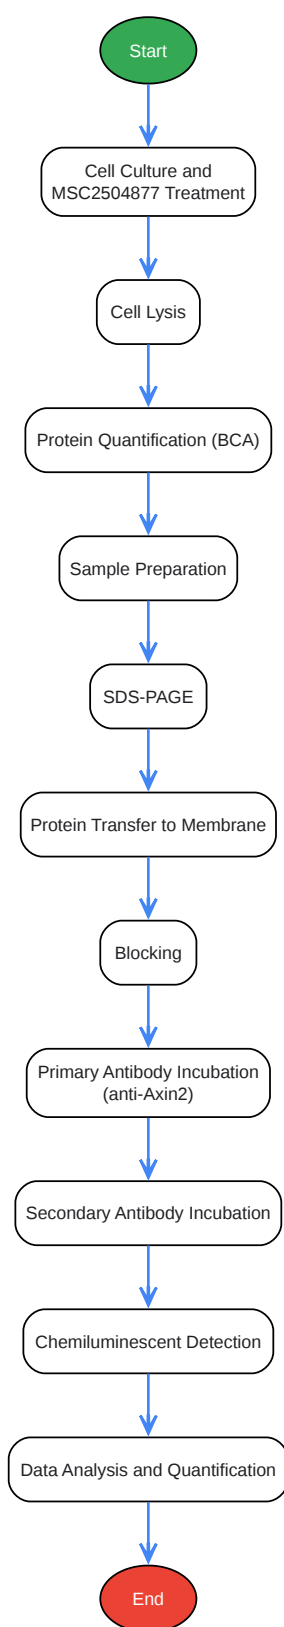 Start
Cell Culture and
MSC2504877 Treatment
Cell Lysis
Protein Quantification (BCA)
Sample Preparation
SDS-PAGE
Protein Transfer to Membrane
Blocking
Primary Antibody Incubation
(anti-Axin2)
Secondary Antibody Incubation
Chemiluminescent Detection
Data Analysis and Quantification
End